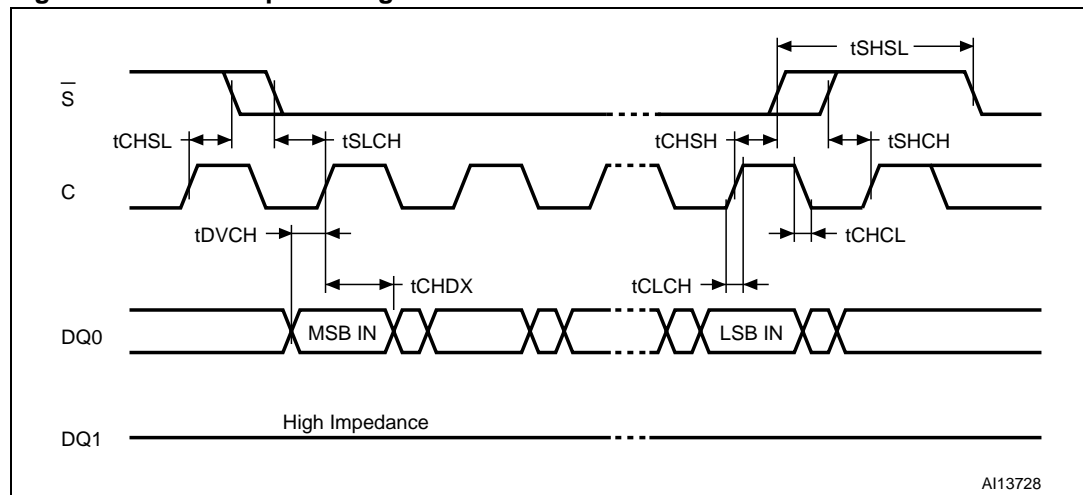 tSHSL
S
tCHSL
tSLCH
tCHSH
tSHCH
C
tDVCH
tCHCL
tCHDX
tCLCH
DQ0
MSB IN
LSB IN
High Impedance
DQ1
AI13728